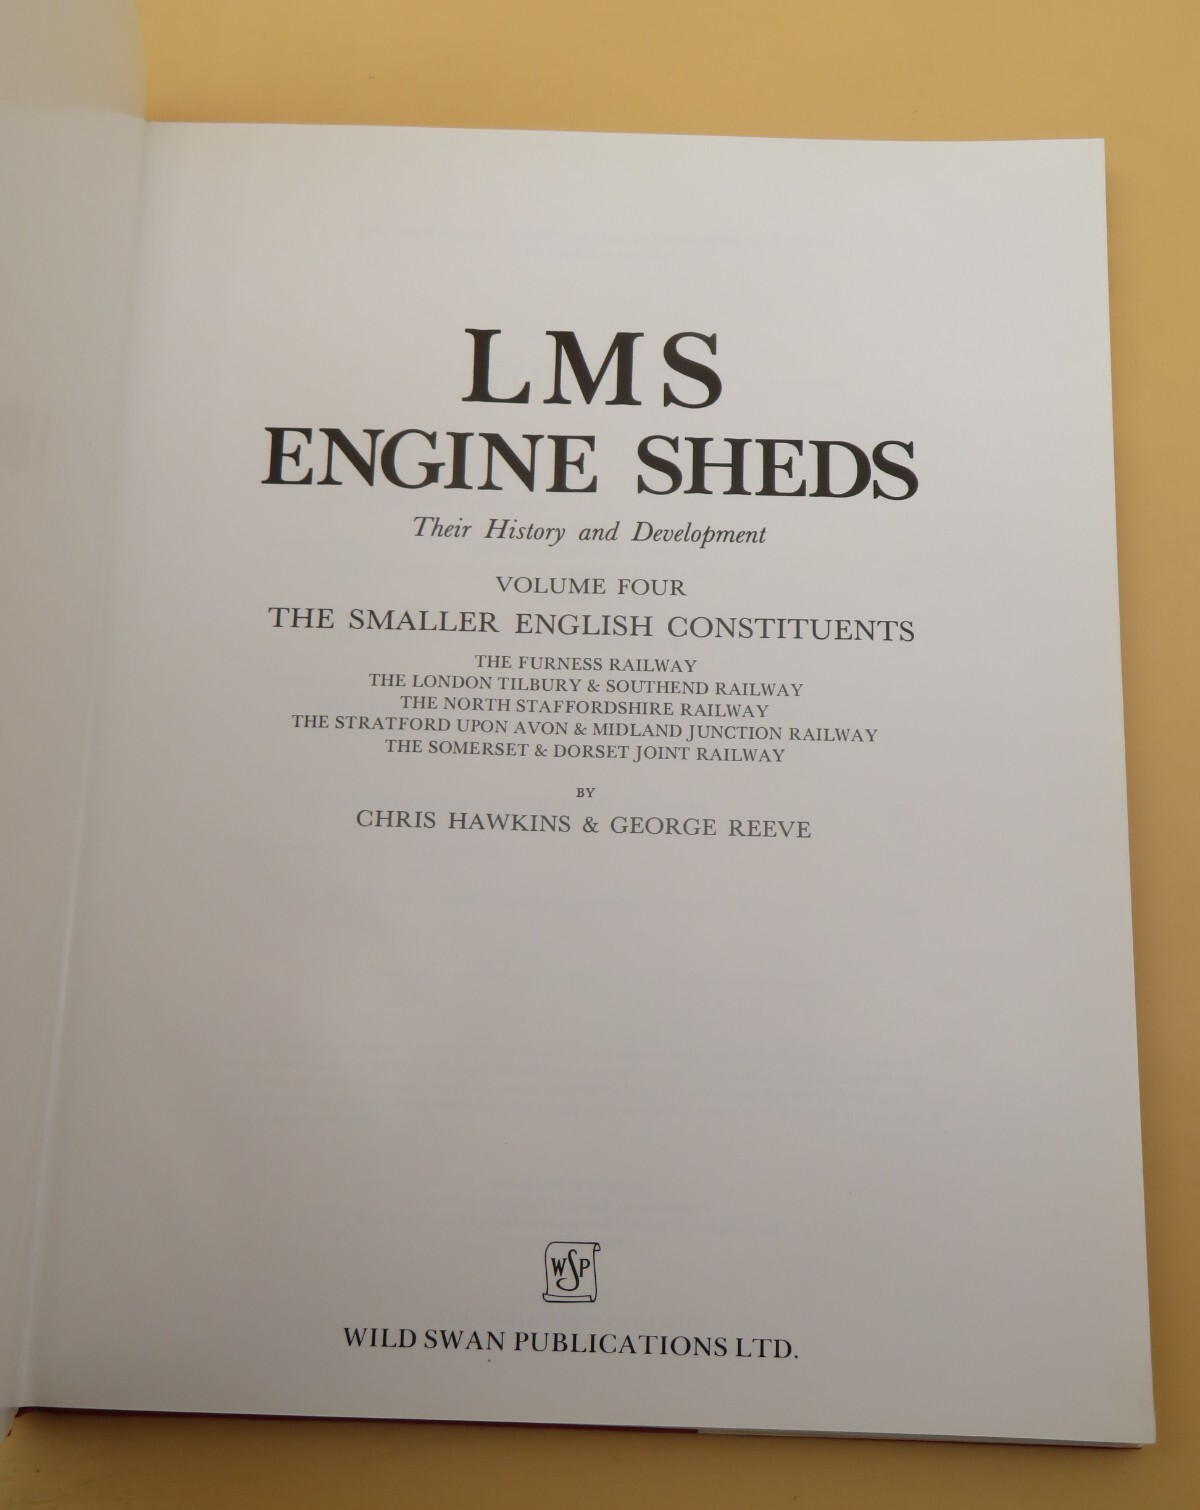 LMS
ENGINE SHEDS
Their History and Development
VOLUME FOUR
THE SMALLER ENGLISH CONSTITUENTS
THE FURNESS RAILWAY
THE LONDON TILBURY & SOUTHEND RAILWAY
THE NORTH STAFFORDSHIRE RAILWAY
THE STRATFORD UPON AVON & MIDLAND JUNCTION RAILWAY
THE SOMERSET & DORSET JOINT RAILWAY
BY
CHRIS HAWKINS & GEORGE REEVE
WSP
WILD SWAN PUBLICATIONS LTD.